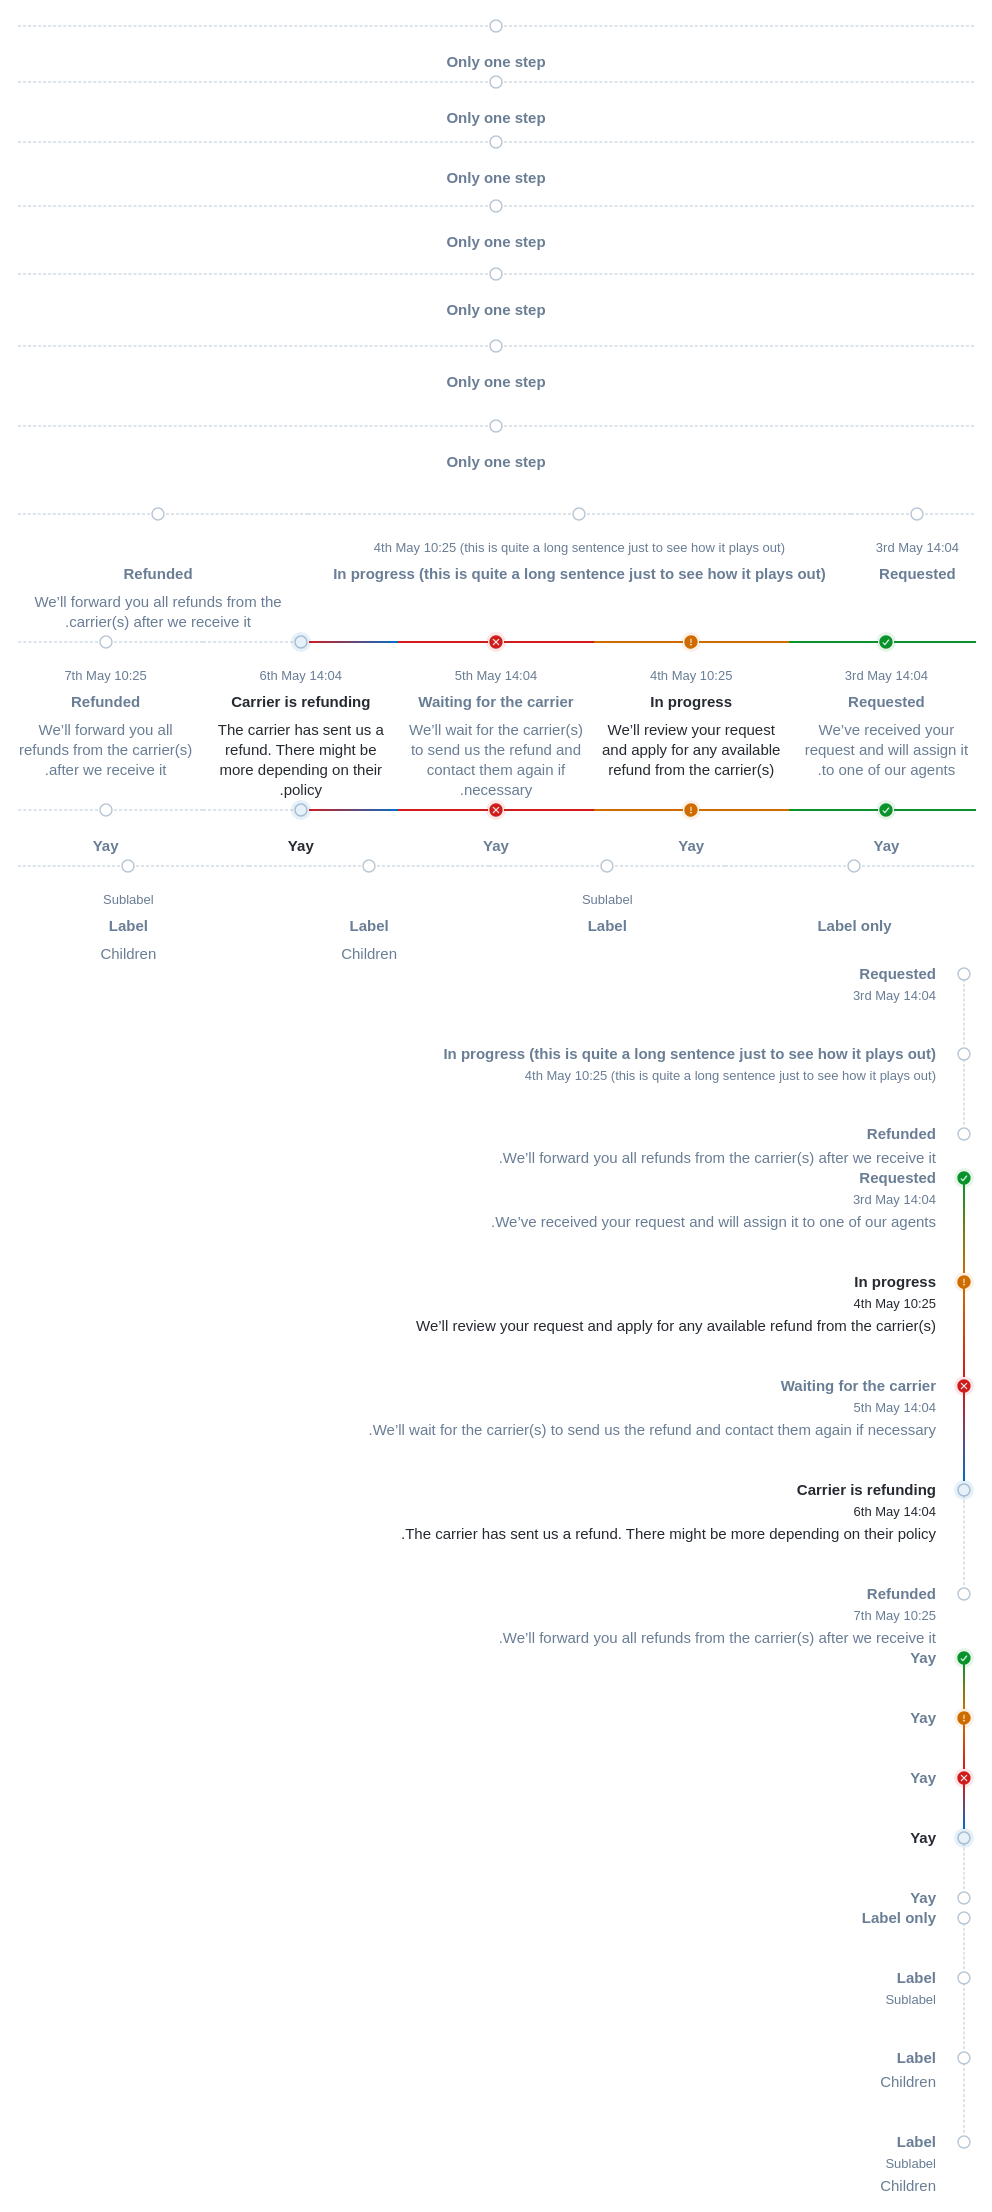 Only one step
Only one step
Only one step
Only one step
Only one step
Only one step
Only one step
4th May 10:25 (this is quite a long sentence just to see how it plays out)
3rd May 14:04
Refunded
In progress (this is quite a long sentence just to see how it plays out)
Requested
We’ll forward you all refunds from the
.carrier(s) after we receive it
7th May 10:25
6th May 14:04
5th May 14:04
4th May 10:25
3rd May 14:04
Refunded
Carrier is refunding
Waiting for the carrier
In progress
Requested
We’ll forward you all
refunds from the carrier(s)
.after we receive it
The carrier has sent us a
refund. There might be
more depending on their
.policy
We’ll wait for the carrier(s)
to send us the refund and
contact them again if
.necessary
We’ll review your request
and apply for any available
refund from the carrier(s)
We’ve received your
request and will assign it
.to one of our agents
Yay
Yay
Yay
Yay
Yay
Sublabel
Sublabel
Label
Label
Label
Label only
Children
Children
Requested
3rd May 14:04
In progress (this is quite a long sentence just to see how it plays out)
4th May 10:25 (this is quite a long sentence just to see how it plays out)
Refunded
.We’ll forward you all refunds from the carrier(s) after we receive it
Requested
3rd May 14:04
.We’ve received your request and will assign it to one of our agents
In progress
4th May 10:25
We’ll review your request and apply for any available refund from the carrier(s)
Waiting for the carrier
5th May 14:04
.We’ll wait for the carrier(s) to send us the refund and contact them again if necessary
Carrier is refunding
6th May 14:04
.The carrier has sent us a refund. There might be more depending on their policy
Refunded
7th May 10:25
.We’ll forward you all refunds from the carrier(s) after we receive it
Yay
Yay
Yay
Yay
Yay
Label only
Label
Sublabel
Label
Children
Label
Sublabel
Children